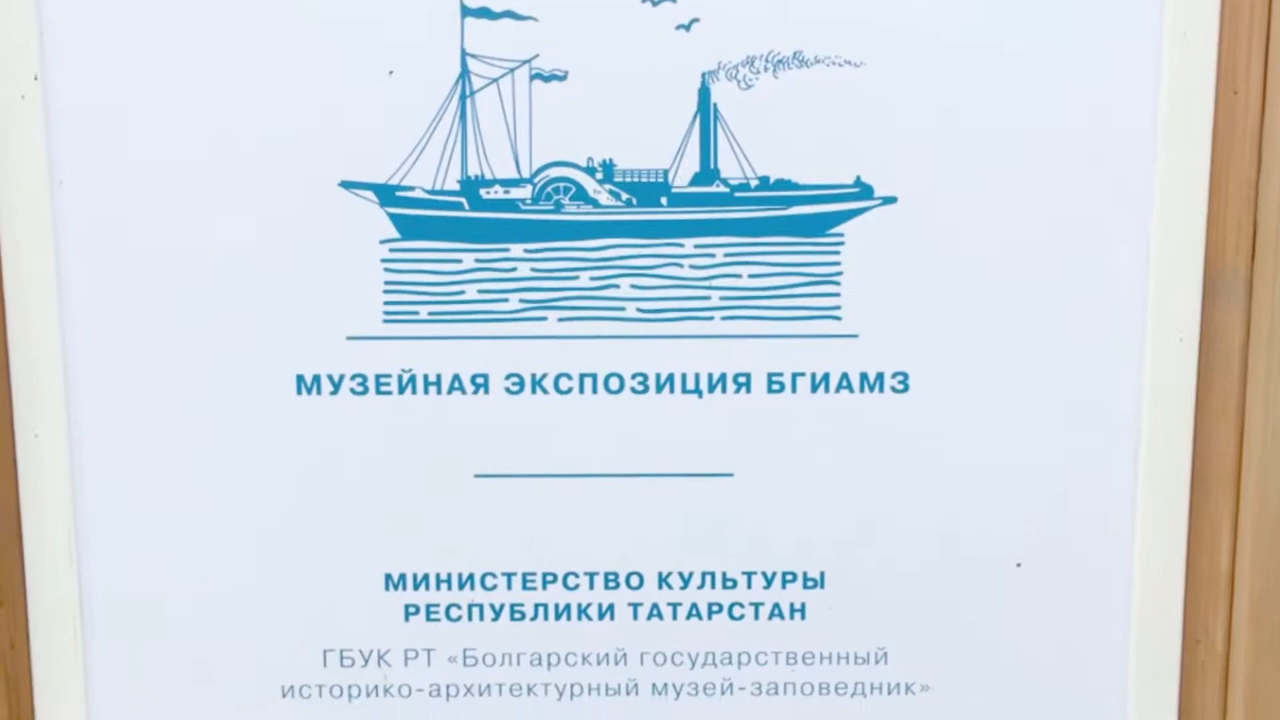 МУЗЕЙНАЯ ЭКСПОЗИЦИЯ БГИАМЗ
МИНИСТЕРСТВО КУЛЬТУРЫ
РЕСПУБЛИКИ ТАТАРСТАН
ГБУК РТ «Болгарский государственный
историко-архитектурный музей-заповедник»